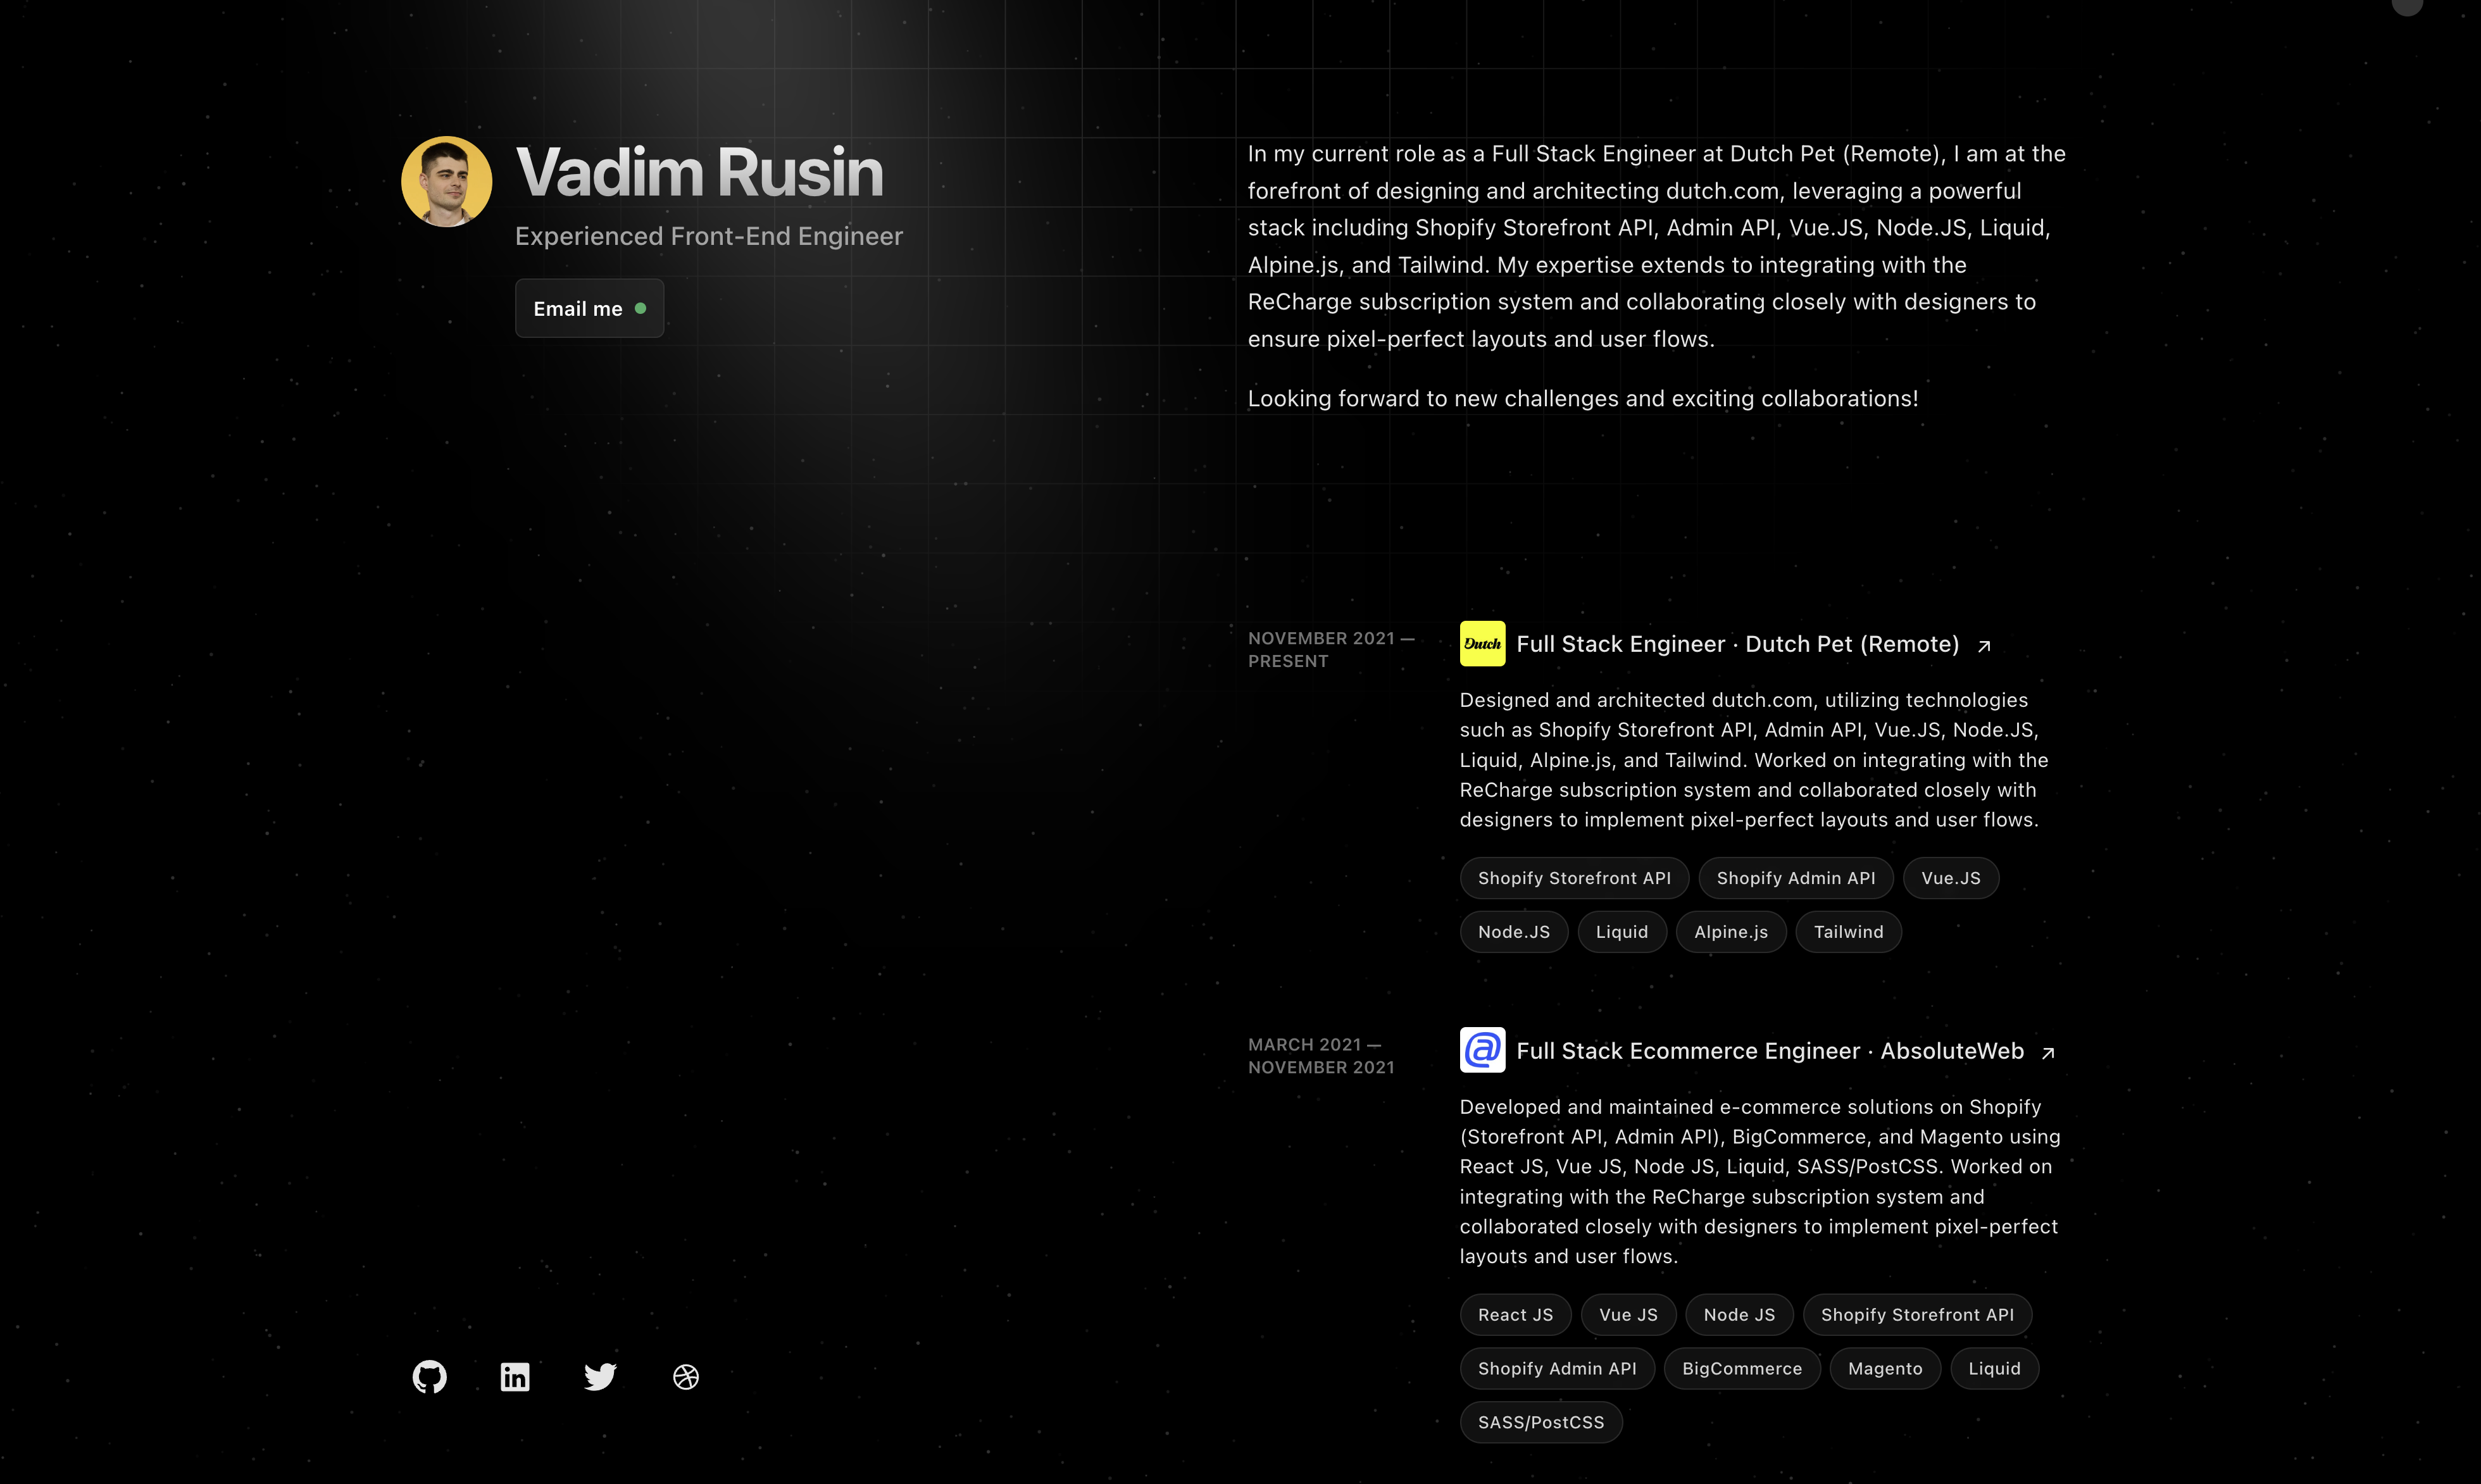 Vadim Rusin
Experienced Front-End Engineer
Email me
In my current role as a Full Stack Engineer at Dutch Pet (Remote), I am at the
forefront of designing and architecting dutch.com, leveraging a powerful
stack including Shopify Storefront API, Admin API, Vue.JS, Node.JS, Liquid,
Alpine.js, and Tailwind. My expertise extends to integrating with the
ReCharge subscription system and collaborating closely with designers to
ensure pixel-perfect layouts and user flows.
Looking forward to new challenges and exciting collaborations!
NOVEMBER 2021 —
PRESENT
Dutch
Full Stack Engineer · Dutch Pet (Remote)
Designed and architected dutch.com, utilizing technologies
such as Shopify Storefront API, Admin API, Vue.JS, Node.JS,
Liquid, Alpine.js, and Tailwind. Worked on integrating with the
ReCharge subscription system and collaborated closely with
designers to implement pixel-perfect layouts and user flows.
Shopify Storefront API Shopify Admin API Vue.JS
Node.JS Liquid Alpine.js Tailwind
MARCH 2021 —
NOVEMBER 2021
@
Full Stack Ecommerce Engineer · AbsoluteWeb
Developed and maintained e-commerce solutions on Shopify
(Storefront API, Admin API), BigCommerce, and Magento using
React JS, Vue JS, Node JS, Liquid, SASS/PostCSS. Worked on
integrating with the ReCharge subscription system and
collaborated closely with designers to implement pixel-perfect
layouts and user flows.
React JS Vue JS Node JS Shopify Storefront API
Shopify Admin API BigCommerce Magento Liquid
SASS/PostCSS
in